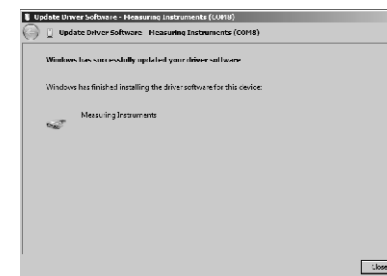 Update Driver Software - Measuring Instruments (COM8)
Update Driver Software - Measuring Instruments (COM8)
Windows has successfully updated your driver software
Windows has finished installing the driver software for this device:
Measuring Instruments
Close